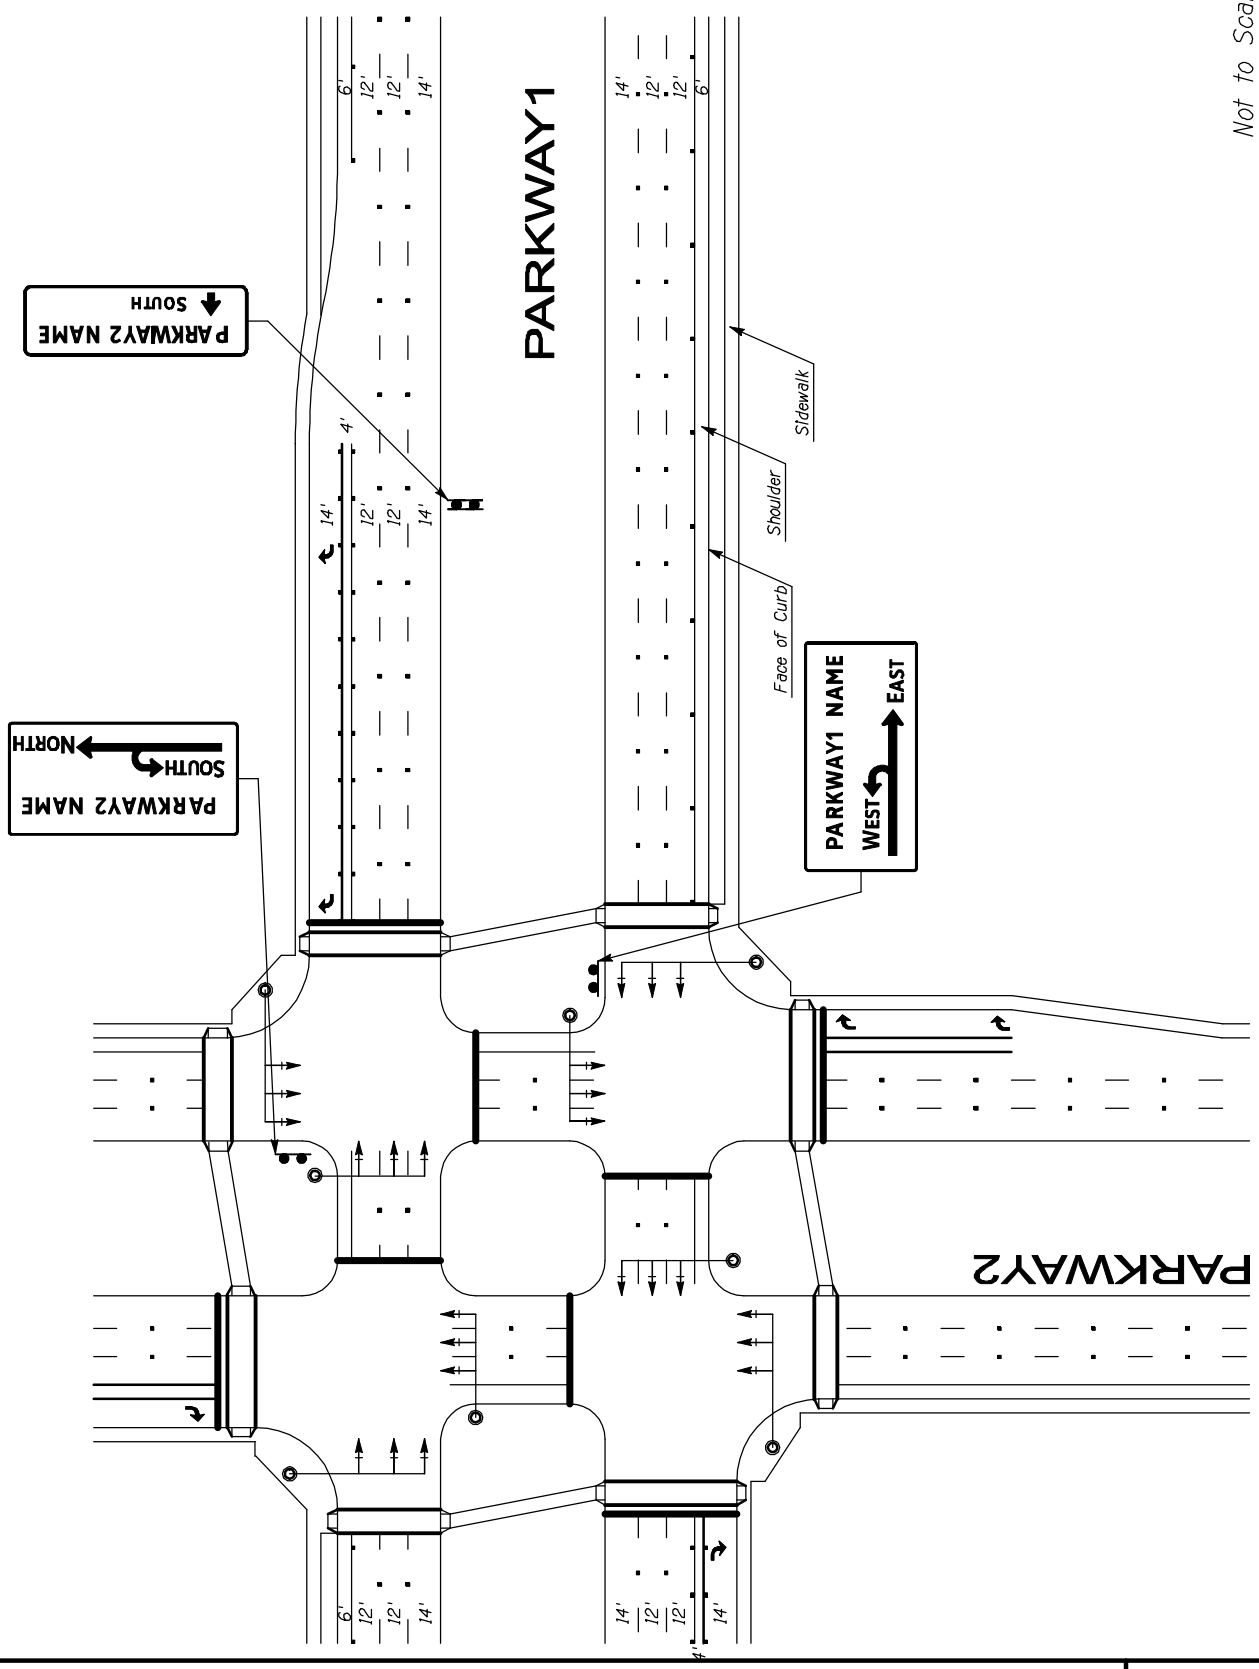 Not to Scal
6'
12'
12'
14'
14'
12'
12'
6'
PARKWAY1
PARKWAY2 NAME
SOUTH
Sidewalk
Shoulder
Face of Curb
4'
14'
12'
12'
14'
PARKWAY2 NAME
SOUTH
NORTH
PARKWAY1 NAME
WEST
EAST
PARKWAY2
6'
12'
12'
14'
14'
12'
12'
14'
4'